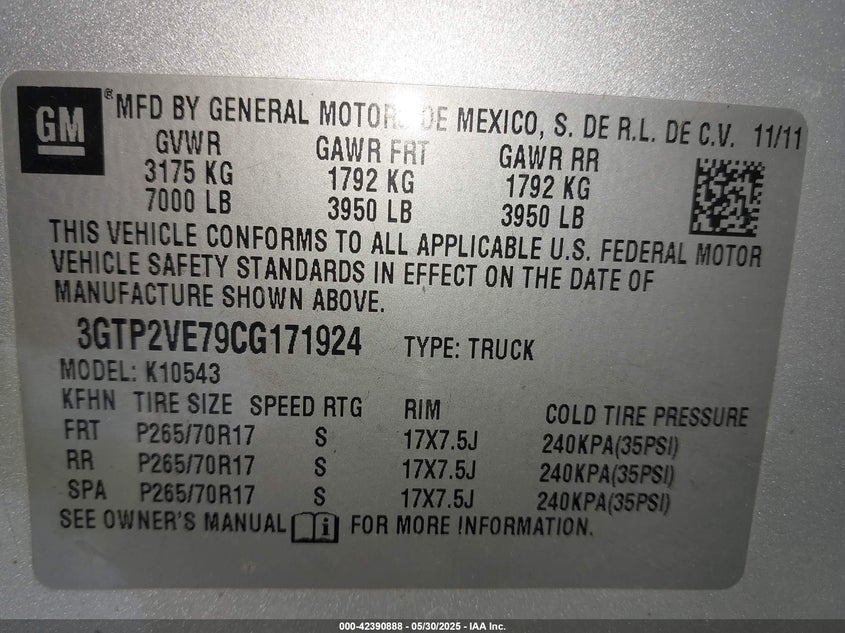 GM ® MFD BY GENERAL MOTORS DE MEXICO, S. DE R.L. DE C.V. 11/11
GVWR GAWR FRT GAWR RR
3175 KG 1792 KG 1792 KG
7000 LB 3950 LB 3950 LB
THIS VEHICLE CONFORMS TO ALL APPLICABLE U.S. FEDERAL MOTOR
VEHICLE SAFETY STANDARDS IN EFFECT ON THE DATE OF
MANUFACTURE SHOWN ABOVE.
3GTP2VE79CG171924 TYPE: TRUCK
MODEL: K10543
KFHN TIRE SIZE SPEED RTG RIM COLD TIRE PRESSURE
FRT P265/70R17 S 17X7.5J 240KPA(35PSI)
RR P265/70R17 S 17X7.5J 240KPA(35PSI)
SPA P265/70R17 S 17X7.5J 240KPA(35PSI)
SEE OWNER'S MANUAL i FOR MORE INFORMATION.
000-42390888 - 05/30/2025 - IAA Inc.